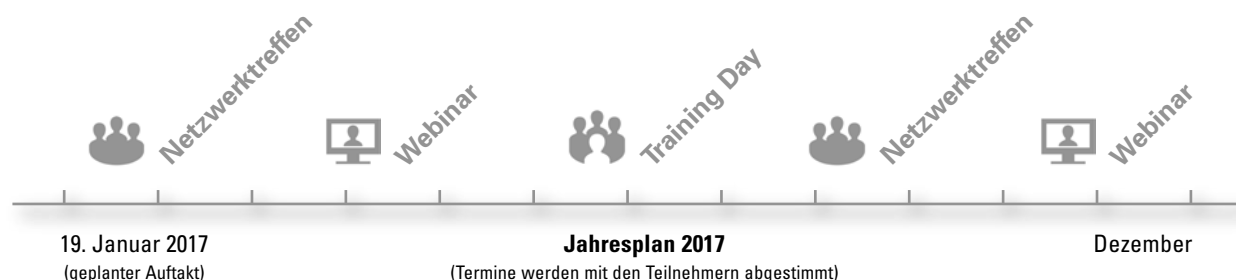 Netzwerktreffen
Webinar
Training Day
Netzwerktreffen
Webinar
19. Januar 2017
(geplanter Auftakt)
Jahresplan 2017
(Termine werden mit den Teilnehmern abgestimmt)
Dezember